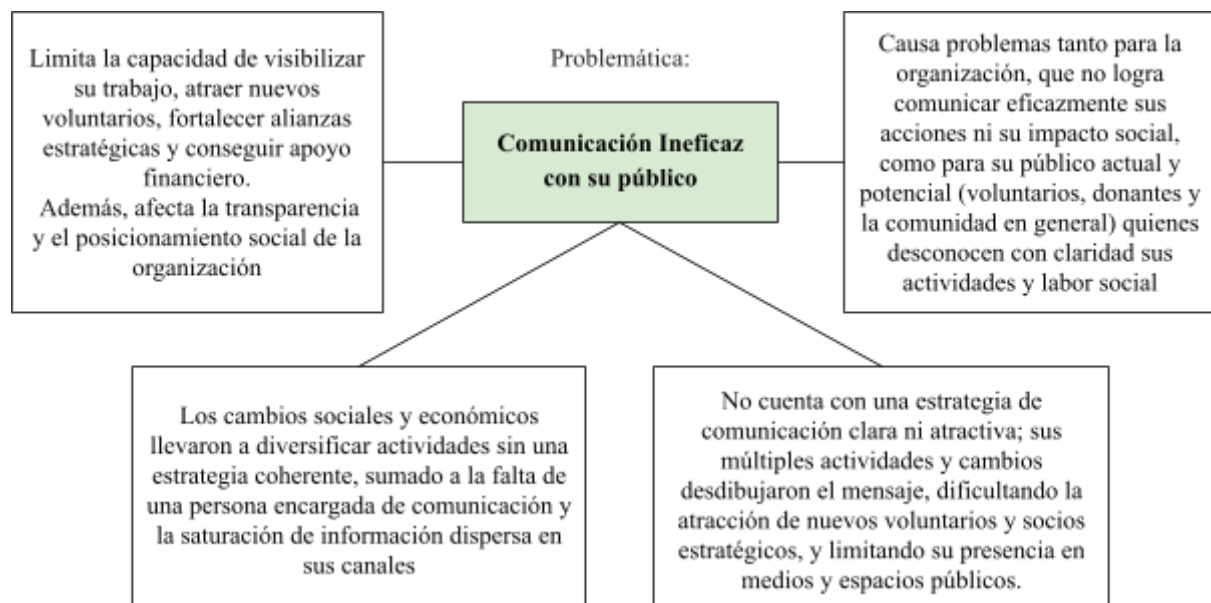 Problemática:
Comunicación Ineficaz
con su público
Limita la capacidad de visibilizar
su trabajo, atraer nuevos
voluntarios, fortalecer alianzas
estratégicas y conseguir apoyo
financiero.
Además, afecta la transparencia
y el posicionamiento social de la
organización
Causa problemas tanto para la
organización, que no logra
comunicar eficazmente sus
acciones ni su impacto social,
como para su público actual y
potencial (voluntarios, donantes y
la comunidad en general) quienes
desconocen con claridad sus
actividades y labor social
Los cambios sociales y económicos
llevaron a diversificar actividades sin una
estrategia coherente, sumado a la falta de
una persona encargada de comunicación y
la saturación de información dispersa en
sus canales
No cuenta con una estrategia de
comunicación clara ni atractiva; sus
múltiples actividades y cambios
desdibujaron el mensaje, dificultando la
atracción de nuevos voluntarios y socios
estratégicos, y limitando su presencia en
medios y espacios públicos.